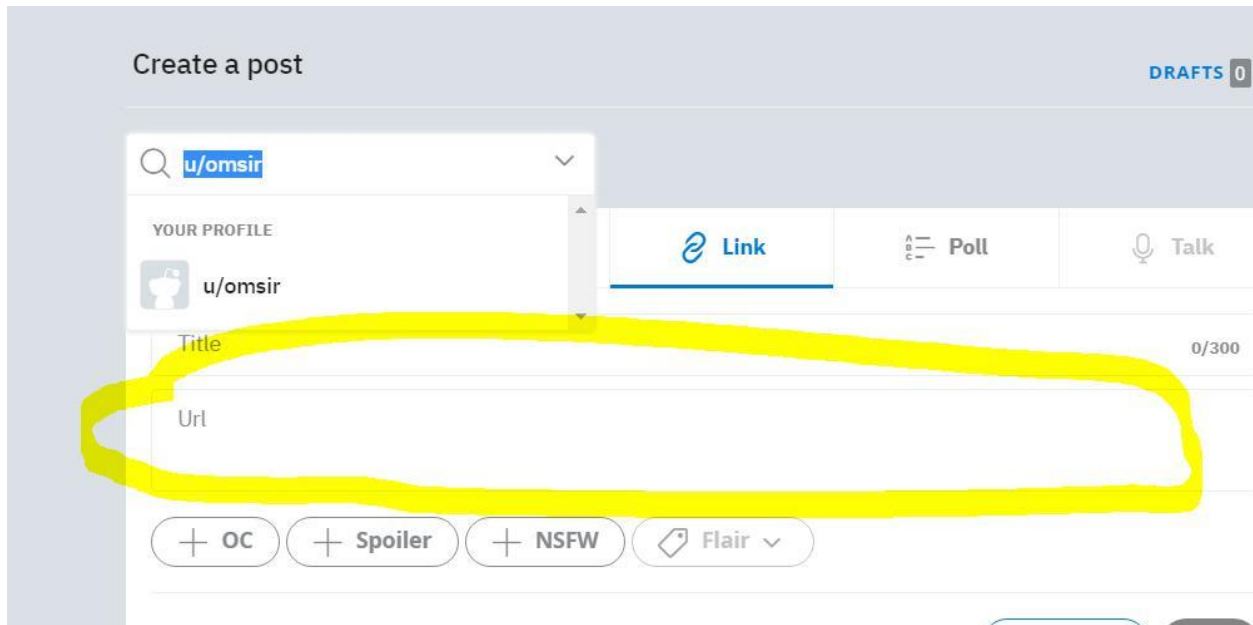 Create a post
DRAFTS 0
u/omsir
YOUR PROFILE
u/omsir
Link
Poll
Talk
Title
0/300
Url
OC
Spoiler
NSFW
Flair